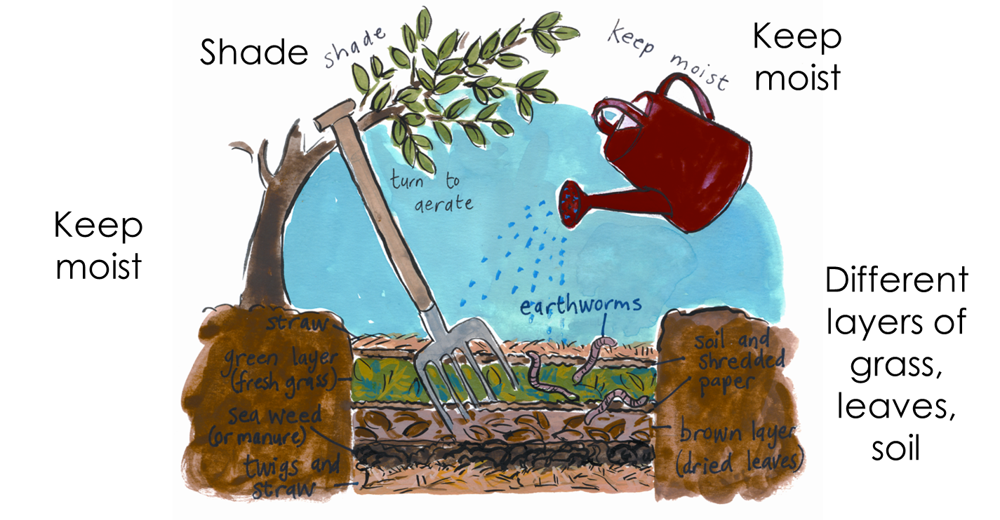 Shade
shade
keep moist
Keep
moist
turn to
aerate
Keep
moist
earthworms
straw
green layer
(fresh grass)
sea weed
(or manure)
twigs and
straw
soil and
shredded
paper
brown layer
(dried leaves)
Different
layers of
grass,
leaves,
soil